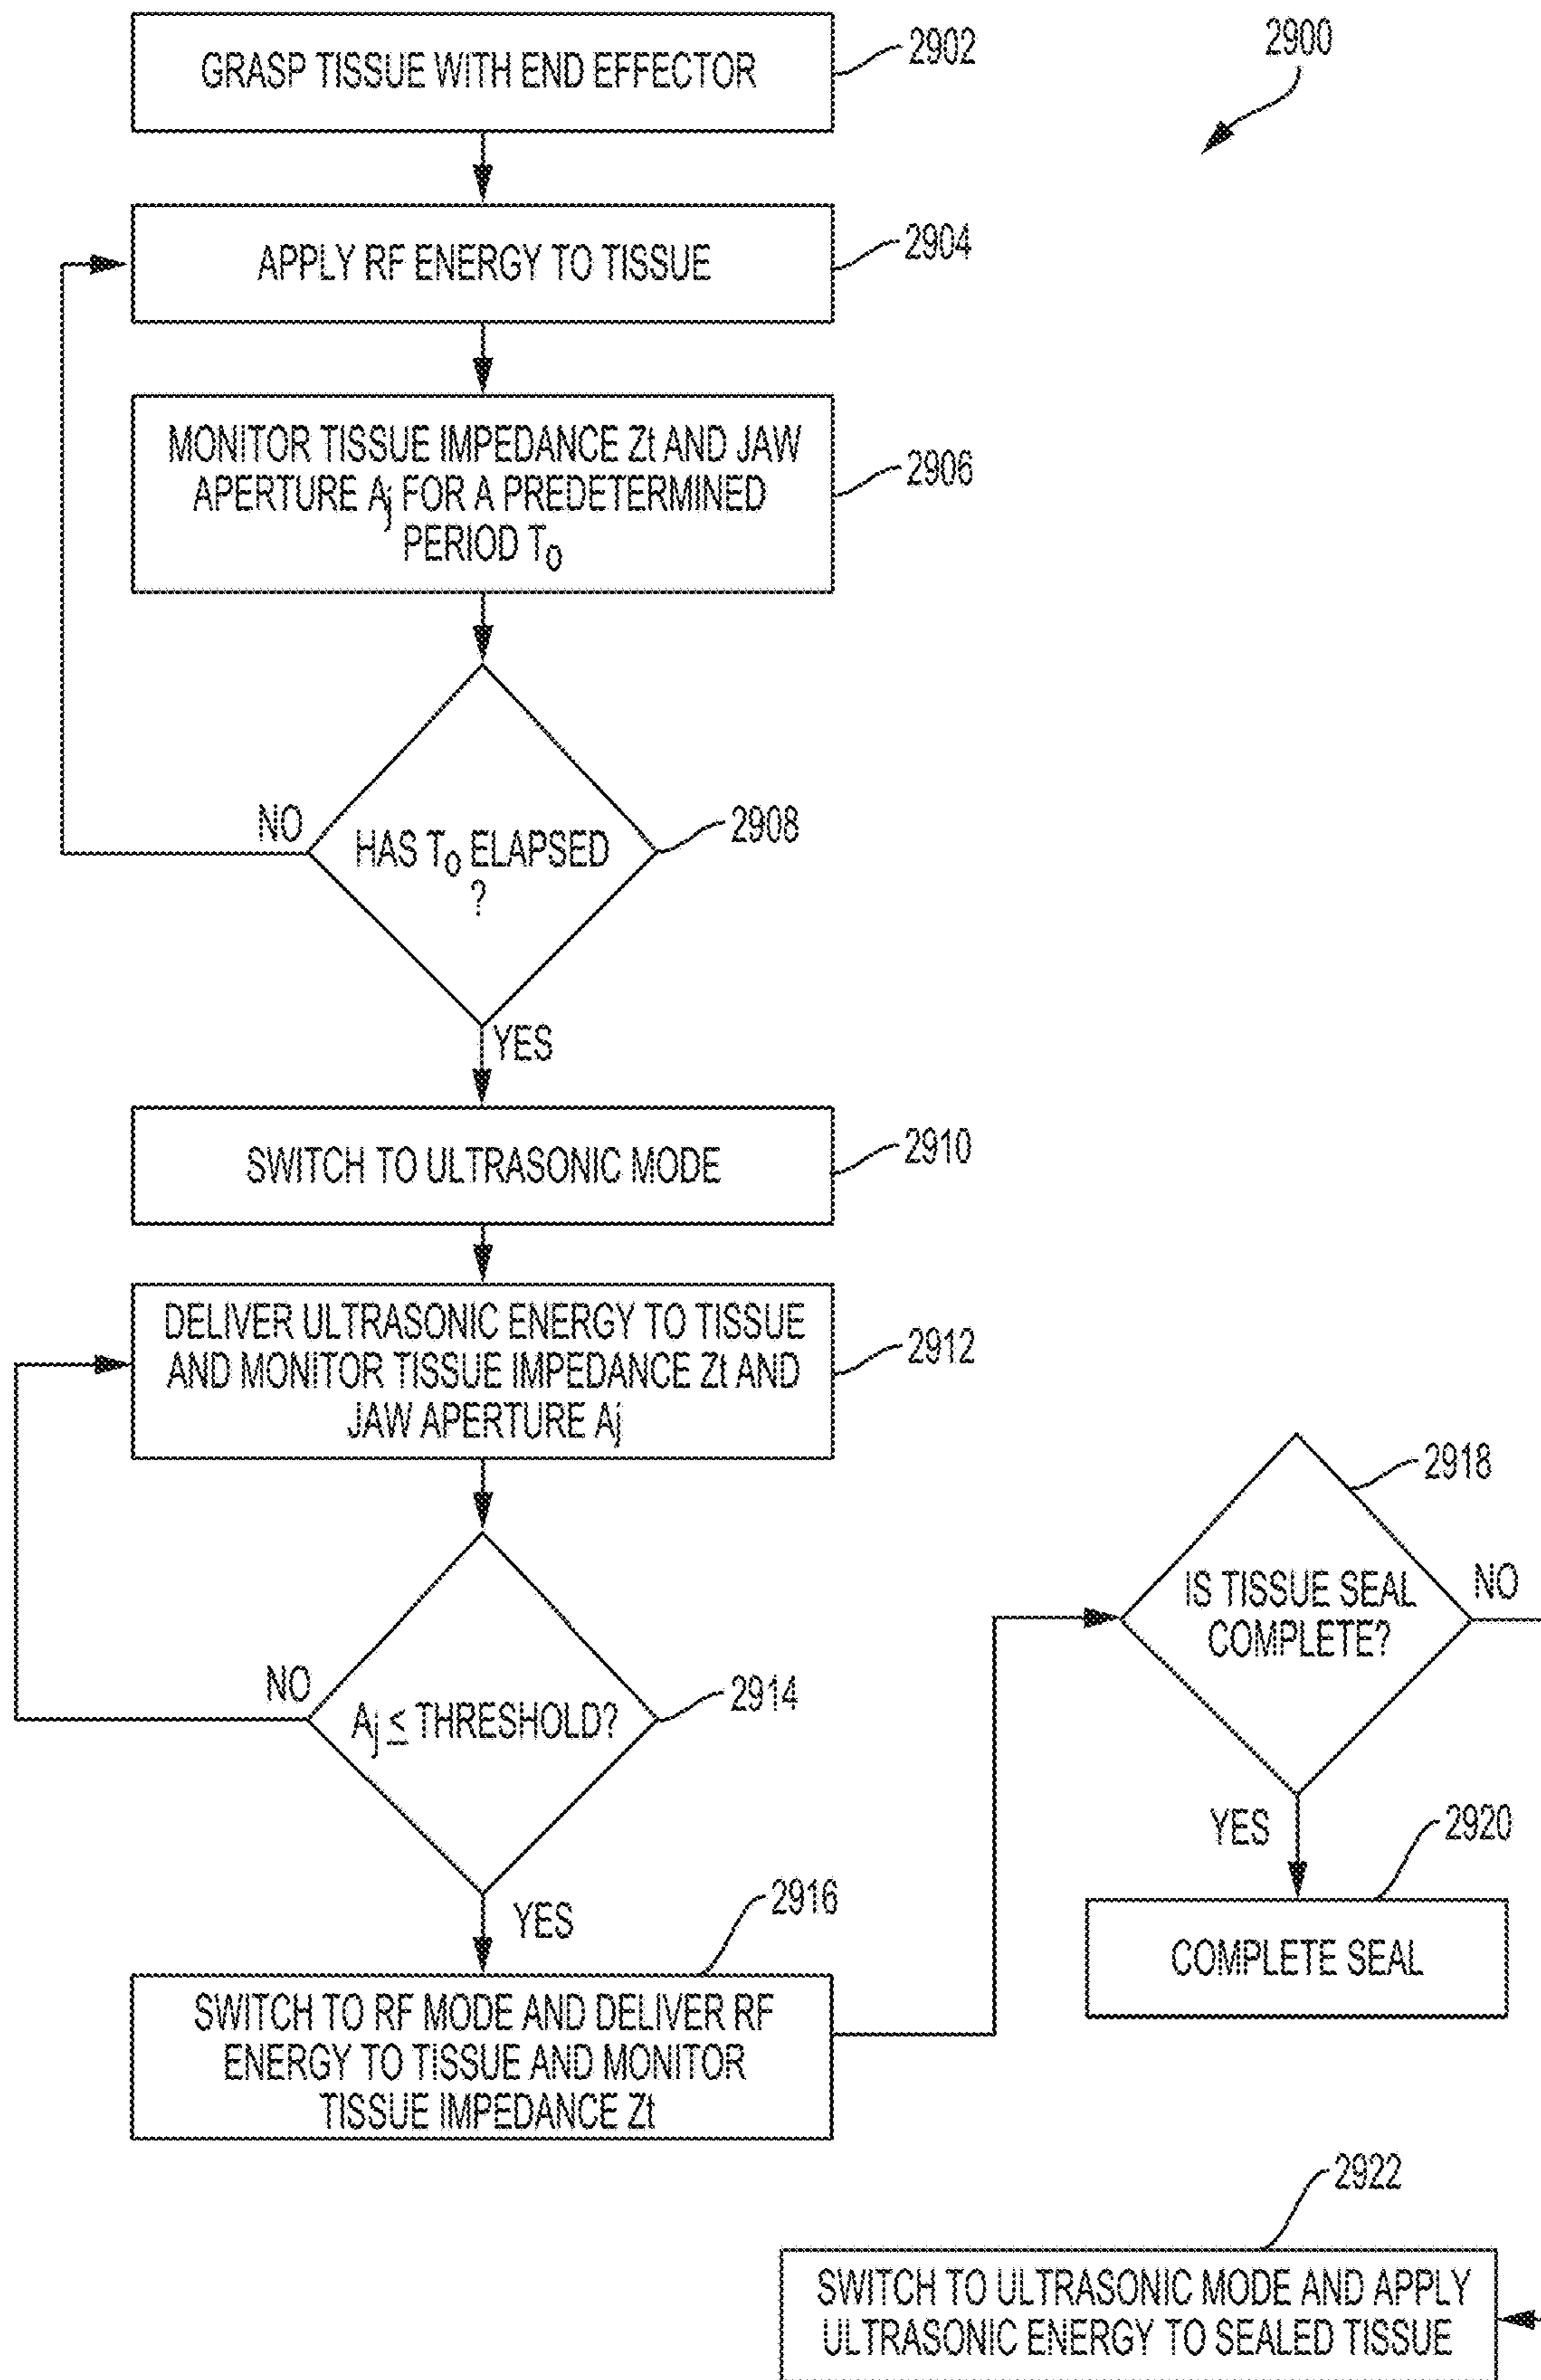 2900
GRASP TISSUE WITH END EFFECTOR
2902
APPLY RF ENERGY TO TISSUE
2904
MONITOR TISSUE IMPEDANCE Zt AND JAW
APERTURE Aj FOR A PREDETERMINED
PERIOD T0
2906
NO
HAS T0 ELAPSED
?
2908
YES
SWITCH TO ULTRASONIC MODE
2910
DELIVER ULTRASONIC ENERGY TO TISSUE
AND MONITOR TISSUE IMPEDANCE Zt AND
JAW APERTURE Aj
2912
NO
Aj ≤ THRESHOLD?
2914
YES
2916
SWITCH TO RF MODE AND DELIVER RF
ENERGY TO TISSUE AND MONITOR
TISSUE IMPEDANCE Zt
2918
IS TISSUE SEAL
COMPLETE?
NO
YES
2920
COMPLETE SEAL
2922
SWITCH TO ULTRASONIC MODE AND APPLY
ULTRASONIC ENERGY TO SEALED TISSUE